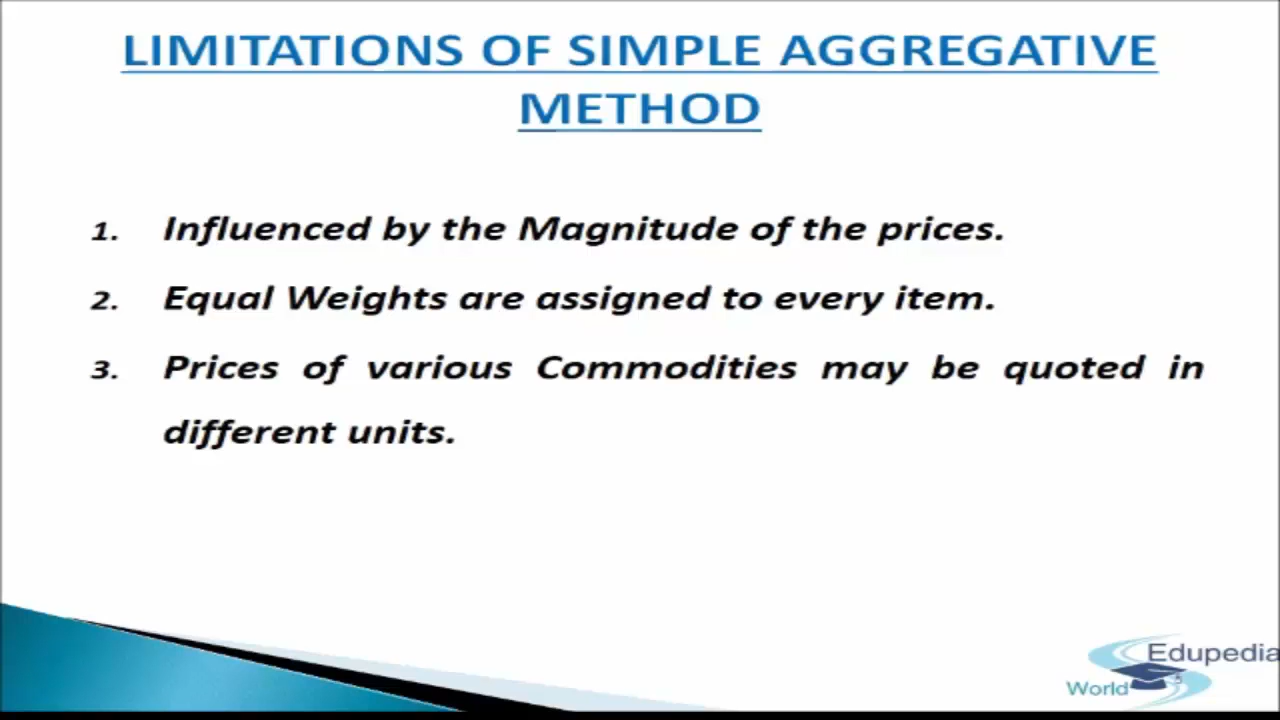 LIMITATIONS OF SIMPLE AGGREGATIVE
METHOD
1. Influenced by the Magnitude of the prices.
2. Equal Weights are assigned to every item.
3. Prices of various Commodities may be quoted in
different units.
Edupedia
World